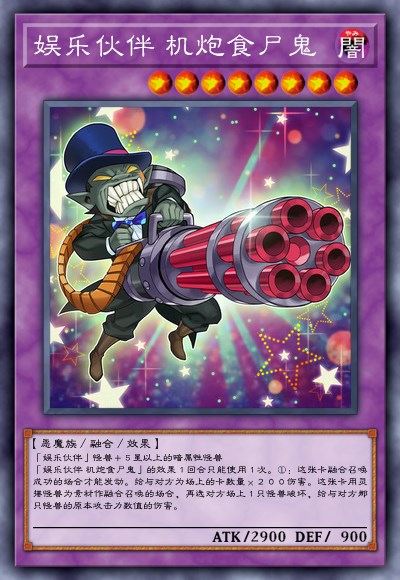 娱乐伙伴 机炮食尸鬼
やみ
闇
【恶魔族／融合／效果】
「娱乐伙伴」怪兽＋5星以上的暗属性怪兽
「娱乐伙伴 机炮食尸鬼」的效果1回合只能使用1次。①：这张卡融合召唤
成功的场合才能发动。给与对方为场上的卡数量×200伤害。这张卡用灵
摆怪兽为素材作融合召唤的场合，再选对方场上1只怪兽破坏，给与对方那
只怪兽的原本攻击力数值的伤害。
ATK/2900 DEF/ 900